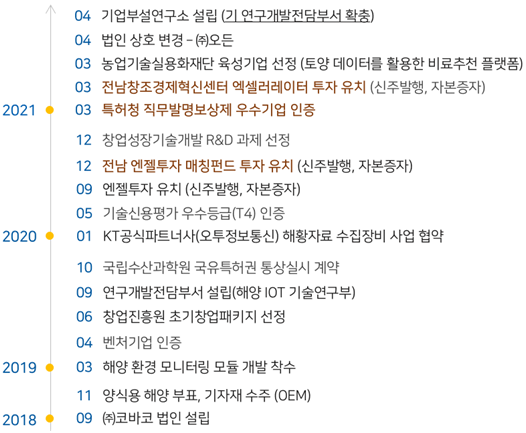 04 기업부설연구소 설립 (기 연구개발전담부서 확충)
04 법인 상호 변경 – ㈜오든
03 농업기술실용화재단 육성기업 선정 (토양 데이터를 활용한 비료추천 플랫폼)
03 전남창조경제혁신센터 엑셀러레이터 투자 유치 (신주발행, 자본증자)
2021 03 특허청 직무발명보상제 우수기업 인증
12 창업성장기술개발 R&D 과제 선정
12 전남 엔젤투자 매칭펀드 투자 유치 (신주발행, 자본증자)
09 엔젤투자 유치 (신주발행, 자본증자)
05 기술신용평가 우수등급(T4) 인증
2020 01 KT공식파트너사(오투정보통신) 해황자료 수집장비 사업 협약
10 국립수산과학원 국유특허권 통상실시 계약
09 연구개발전담부서 설립(해양 IOT 기술연구부)
06 창업진흥원 초기창업패키지 선정
04 벤처기업 인증
2019 03 해양 환경 모니터링 모듈 개발 착수
11 양식용 해양 부표, 기자재 수주 (OEM)
2018 09 ㈜코바코 법인 설립